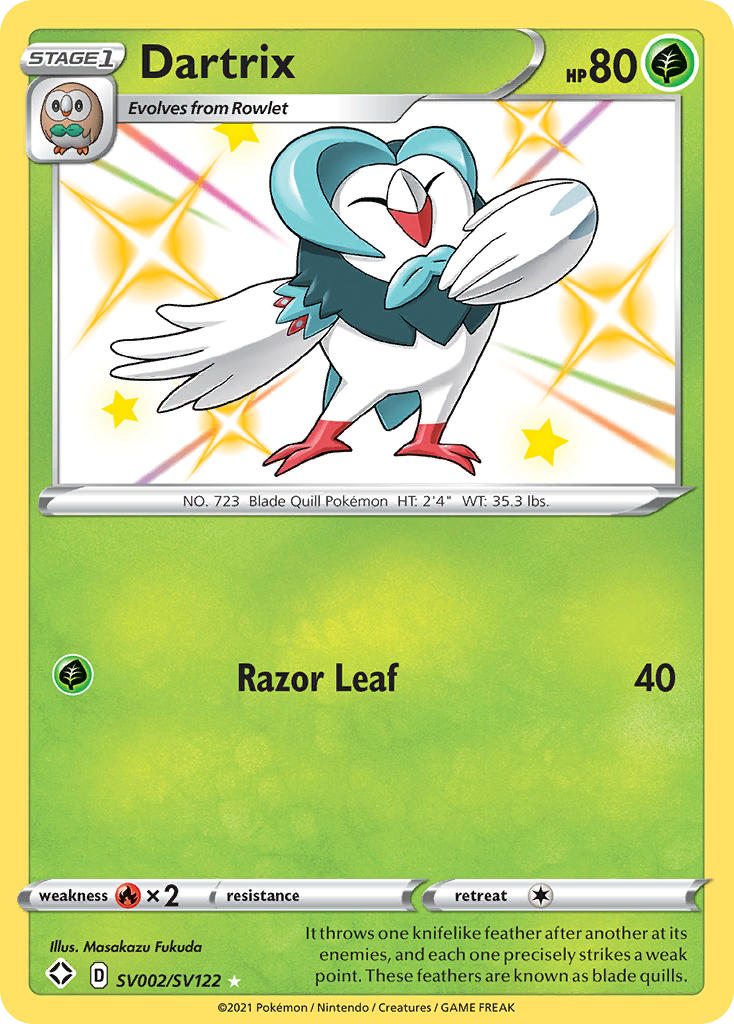 STAGE1
Dartrix
HP80
Evolves from Rowlet
NO. 723 Blade Quill Pokémon HT: 2'4" WT: 35.3 lbs.
Razor Leaf 40
weakness ×2 resistance retreat
Illus. Masakazu Fukuda
It throws one knifelike feather after another at its
enemies, and each one precisely strikes a weak
point. These feathers are known as blade quills.
D SV002/SV122
©2021 Pokémon / Nintendo / Creatures / GAME FREAK